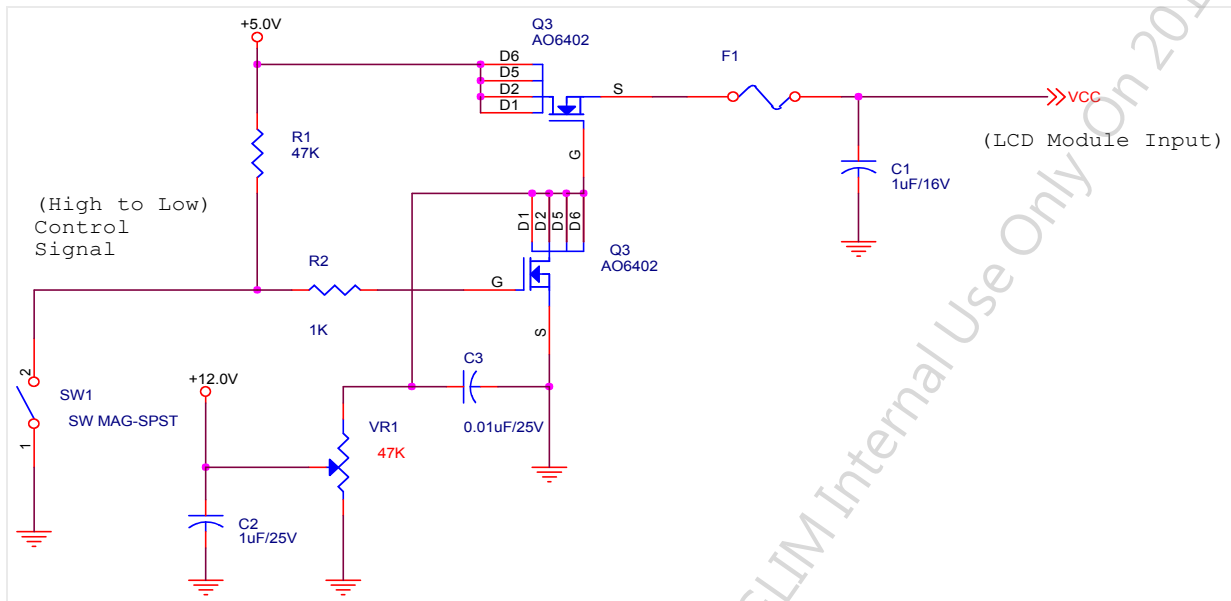 +5.0V
Q3
AO6402
D6
D5
D2
D1
S
G
F1
VCC
(LCD Module Input)
R1
47K
C1
1uF/16V
(High to Low)
Control
Signal
D1
D2
D5
D6
Q3
AO6402
R2
1K
G
S
2
1
SW1
SW MAG-SPST
+12.0V
C3
0.01uF/25V
VR1
47K
C2
1uF/25V
SLIM Internal Use Only On 201